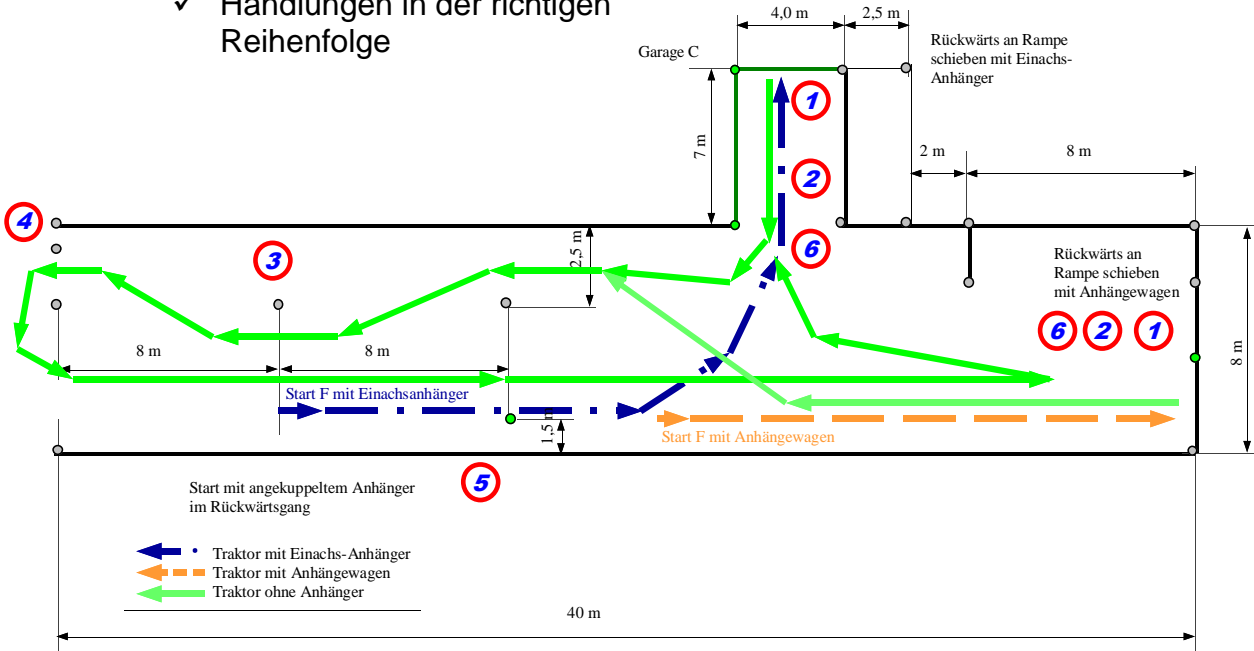 ✓ Handlungen in der richtigen
Reihenfolge
4,0 m
2,5 m
Garage C
Rückwärts an Rampe
schieben mit Einachs-
Anhänger
1
7 m
2 m
8 m
2
4
3
2,5 m
6
Rückwärts an
Rampe schieben
mit Anhängewagen
6 2 1
8 m
8 m
8 m
Start F mit Einachsanhänger
1,5 m
Start F mit Anhängewagen
5
Start mit angekuppeltem Anhänger
im Rückwärtsgang
Traktor mit Einachs-Anhänger
Traktor mit Anhängewagen
Traktor ohne Anhänger
40 m